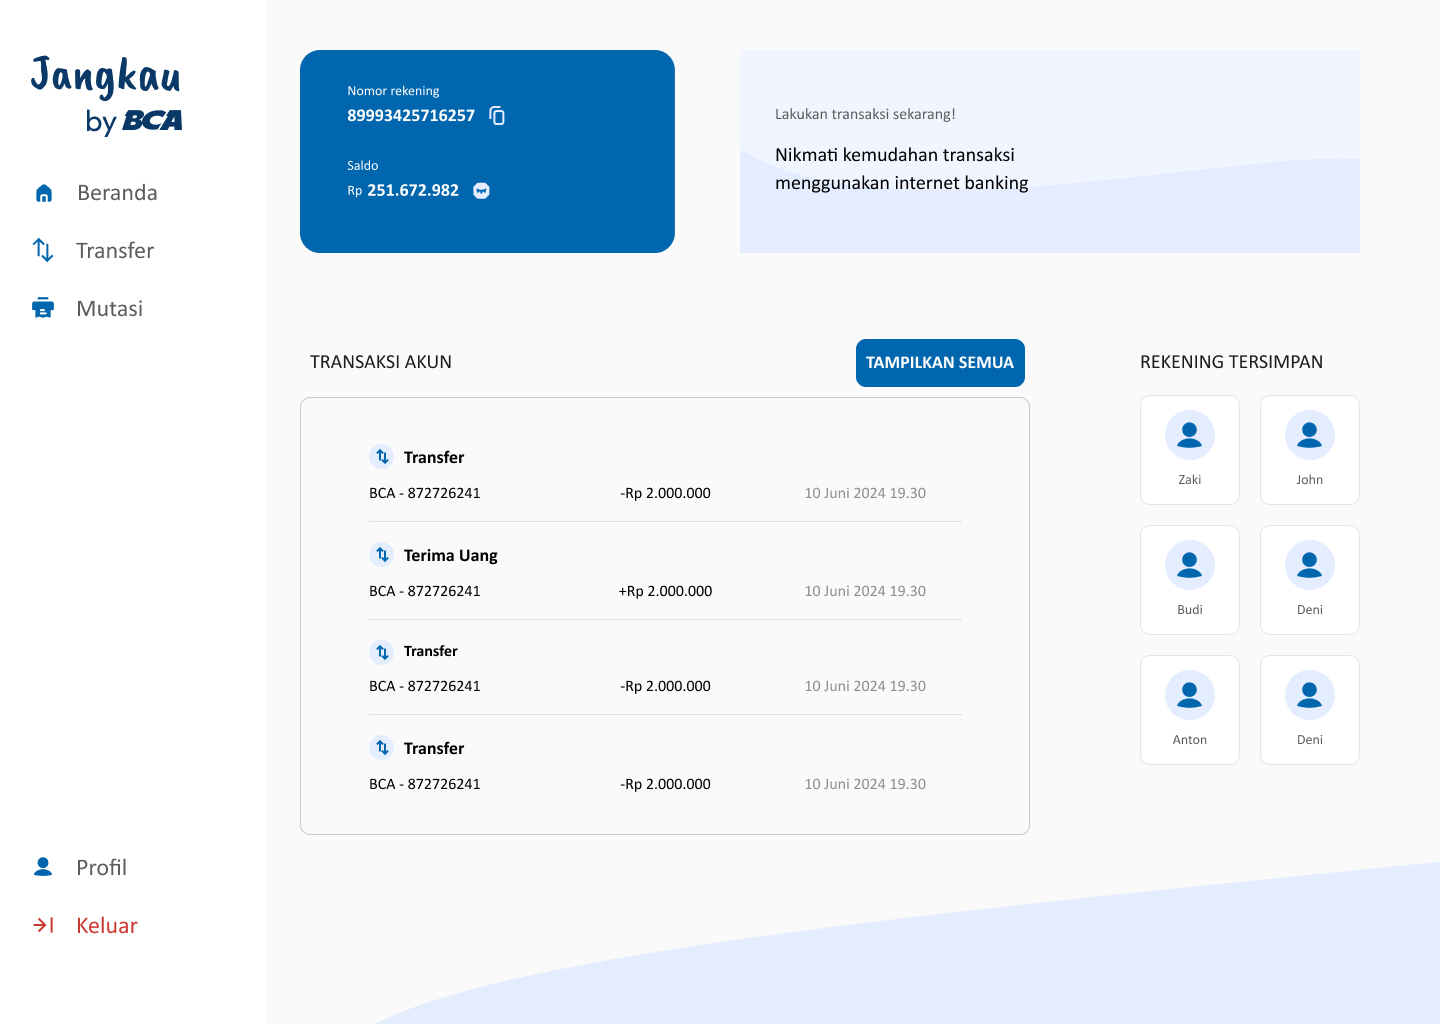 Jangkau
by BCA
Beranda
Transfer
Mutasi
Profil
Keluar
Nomor rekening
89993425716257
Saldo
Rp 251.672.982
Lakukan transaksi sekarang!
Nikmati kemudahan transaksi
menggunakan internet banking
TRANSAKSI AKUN
TAMPILKAN SEMUA
Transfer
BCA - 872726241 -Rp 2.000.000 10 Juni 2024 19.30
Terima Uang
BCA - 872726241 +Rp 2.000.000 10 Juni 2024 19.30
Transfer
BCA - 872726241 -Rp 2.000.000 10 Juni 2024 19.30
Transfer
BCA - 872726241 -Rp 2.000.000 10 Juni 2024 19.30
REKENING TERSIMPAN
Zaki
John
Budi
Deni
Anton
Deni